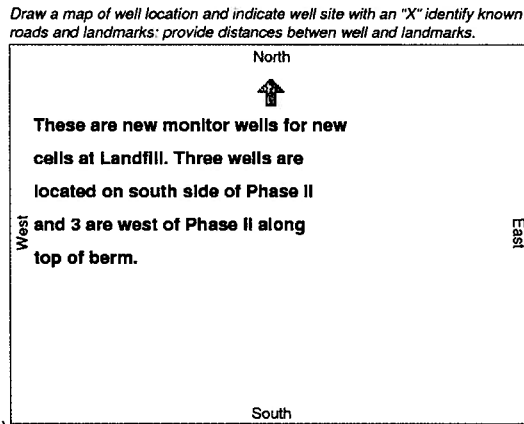 Draw a map of well location and indicate well site with an "X" identify known
roads and landmarks: provide distances betwen well and landmarks.
North
These are new monitor wells for new
cells at Landfill. Three wells are
located on south side of Phase II
and 3 are west of Phase II along
top of berm.
West
East
South